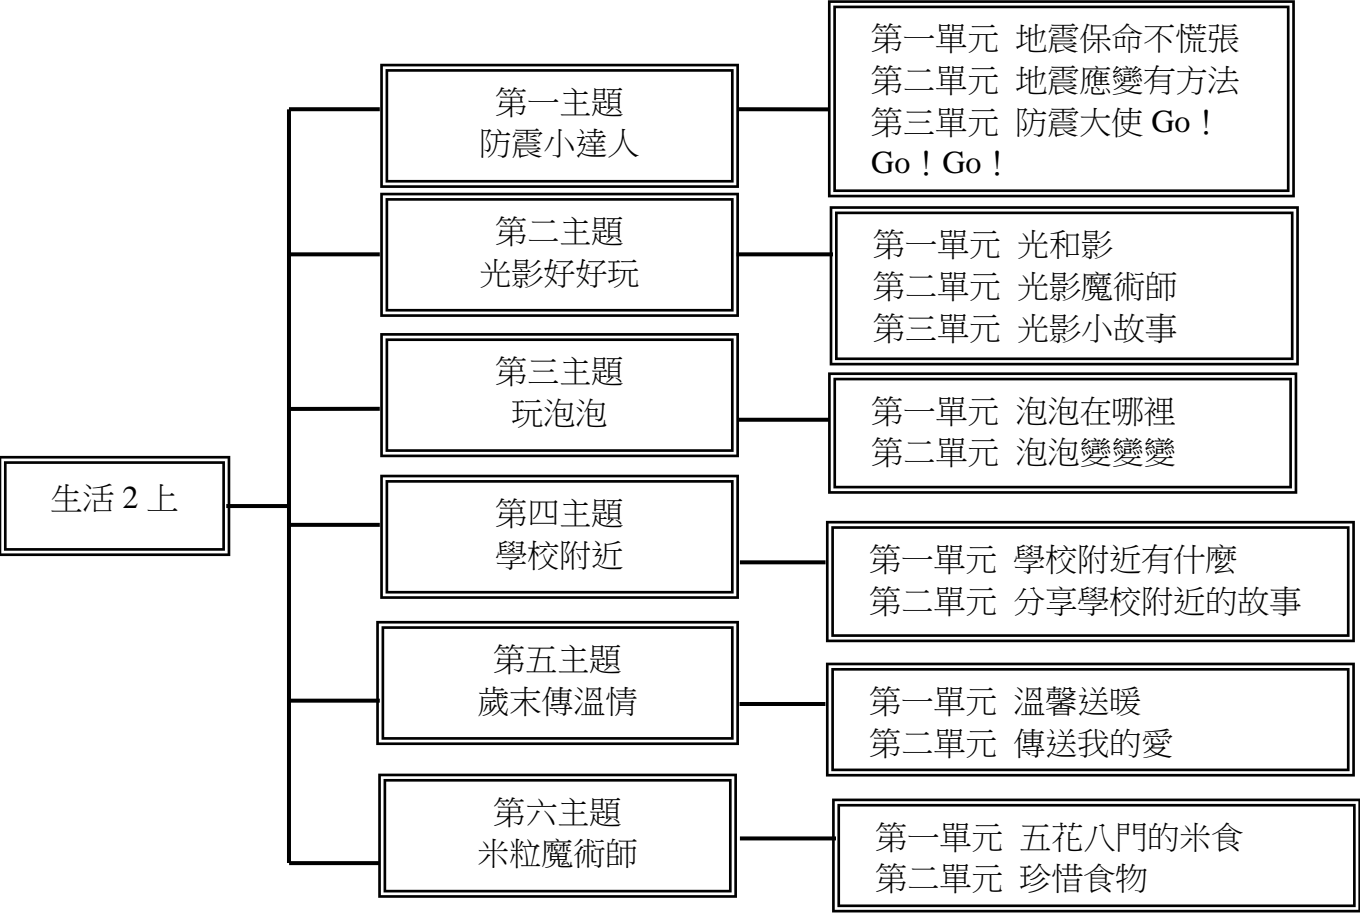 生活 2 上
第一主題
防震小達人
第一單元 地震保命不慌張
第二單元 地震應變有方法
第三單元 防震大使 Go！
Go！Go！
第二主題
光影好好玩
第一單元 光和影
第二單元 光影魔術師
第三單元 光影小故事
第三主題
玩泡泡
第一單元 泡泡在哪裡
第二單元 泡泡變變變
第四主題
學校附近
第一單元 學校附近有什麼
第二單元 分享學校附近的故事
第五主題
歲末傳溫情
第一單元 溫馨送暖
第二單元 傳送我的愛
第六主題
米粒魔術師
第一單元 五花八門的米食
第二單元 珍惜食物